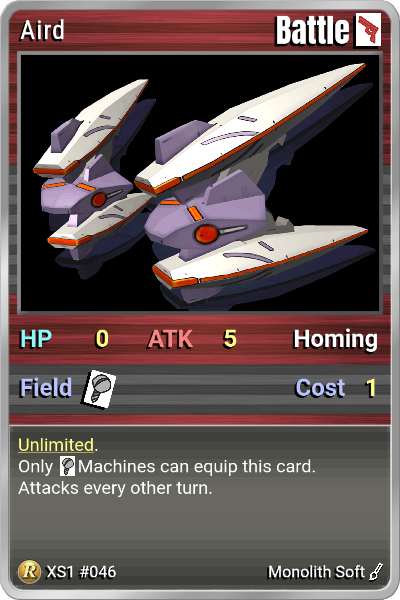 Aird Battle
HP 0 ATK 5 Homing
Field Cost 1
Unlimited.
Only Machines can equip this card.
Attacks every other turn.
R XS1 #046 Monolith Soft